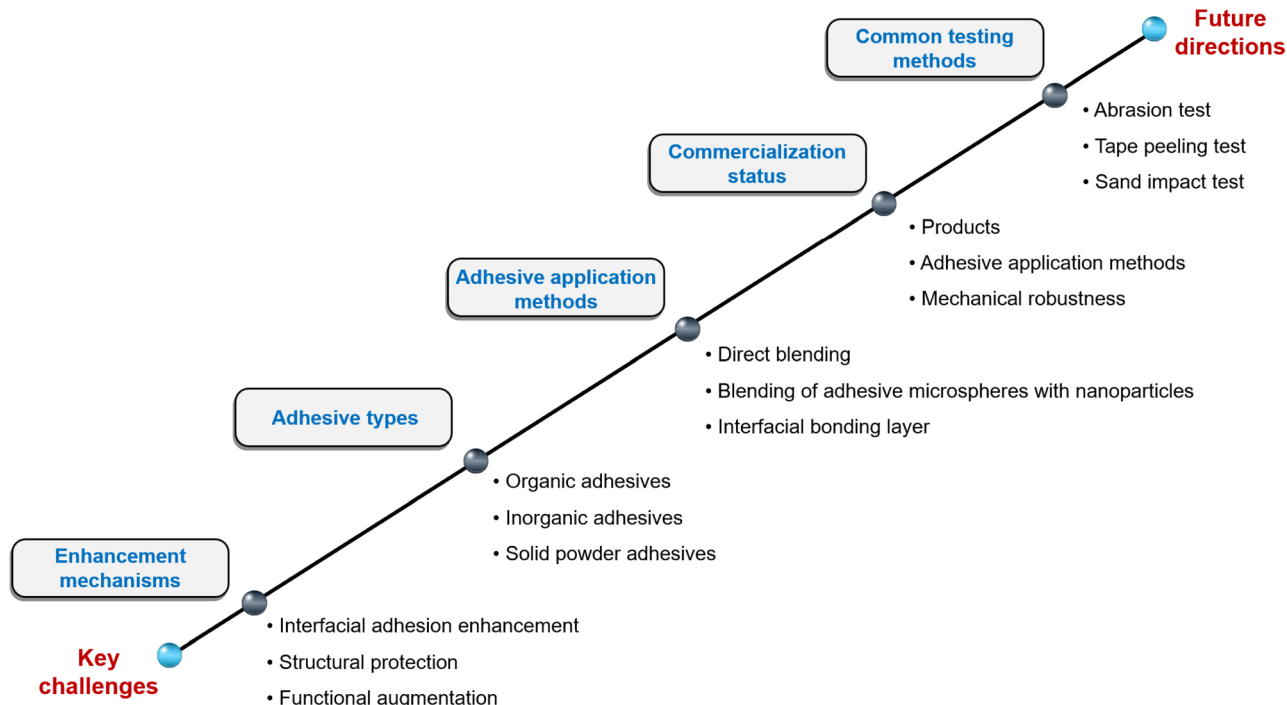 Future
directions
Common testing
methods
• Abrasion test
• Tape peeling test
• Sand impact test
Commercialization
status
• Products
• Adhesive application methods
• Mechanical robustness
Adhesive application
methods
• Direct blending
• Blending of adhesive microspheres with nanoparticles
• Interfacial bonding layer
Adhesive types
• Organic adhesives
• Inorganic adhesives
• Solid powder adhesives
Enhancement
mechanisms
• Interfacial adhesion enhancement
• Structural protection
• Functional augmentation
Key
challenges